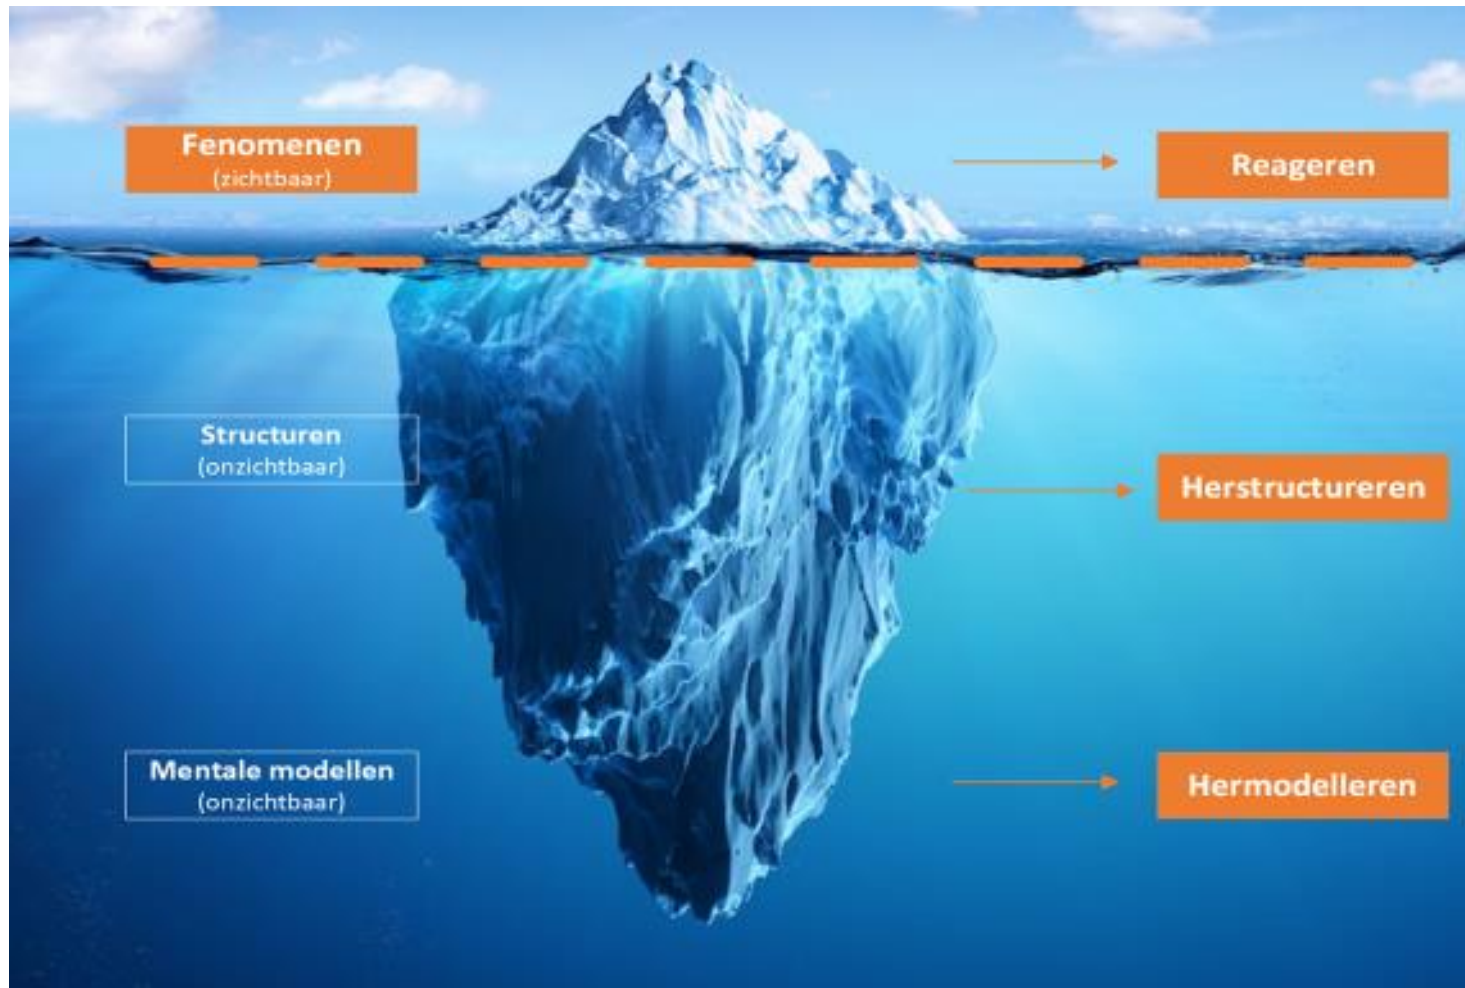 Fenomenen
(zichtbaar)
Reageren
Structuren
(onzichtbaar)
Herstructureren
Mentale modellen
(onzichtbaar)
Hermodelleren